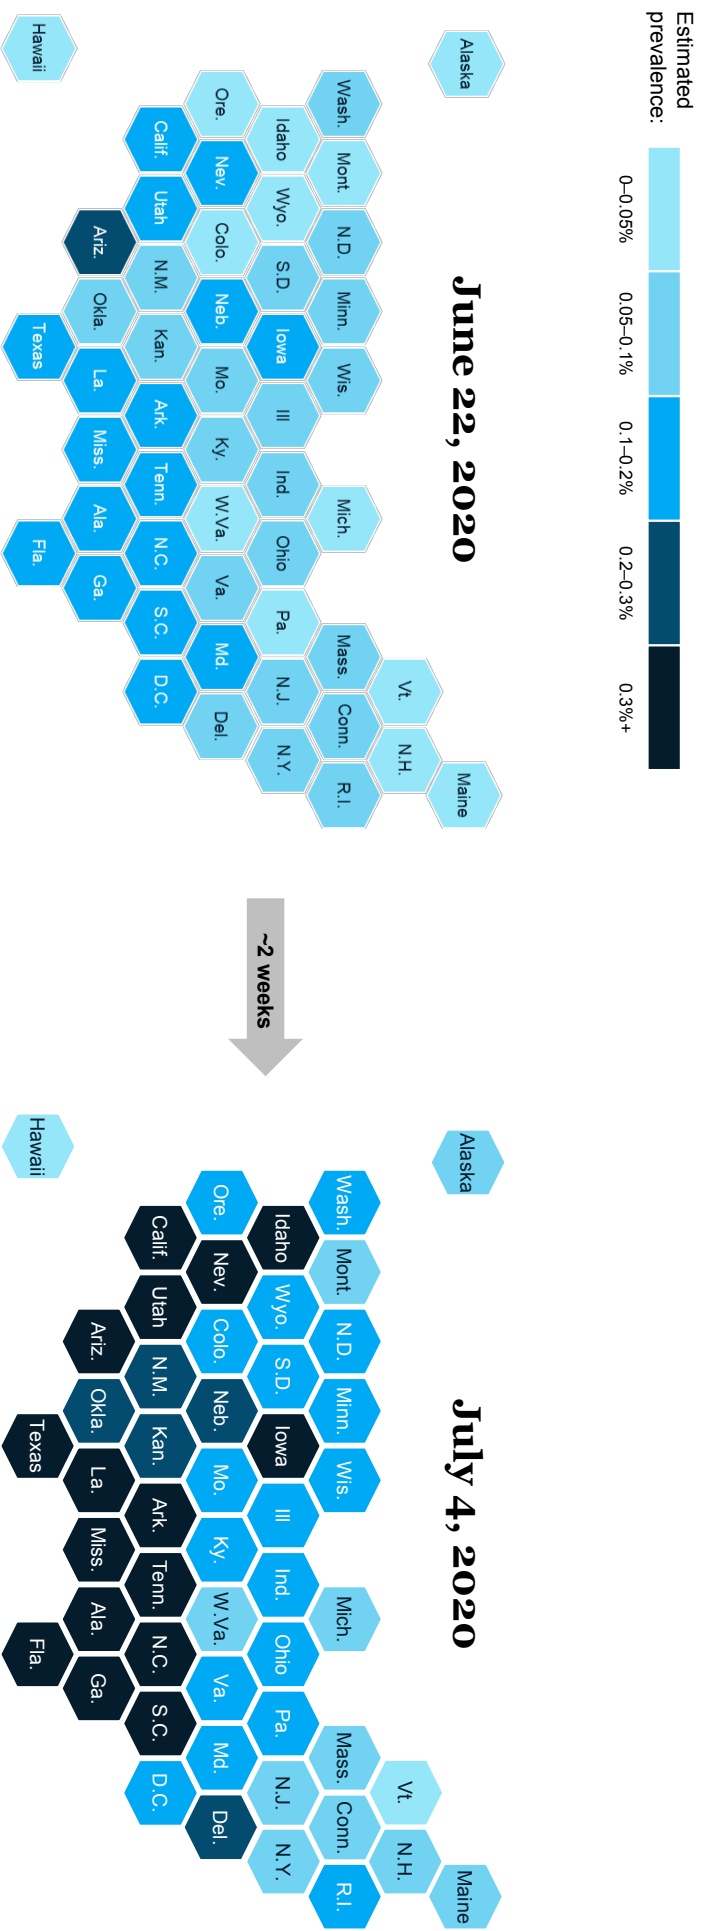 Estimated
prevalence:
0–0.05%
0.05–0.1%
0.1–0.2%
0.2–0.3%
0.3%+
June 22, 2020
Alaska
Maine
Vt.
N.H.
Wash.
Mont.
N.D.
Minn.
Wis.
Mich.
Mass.
Conn.
R.I.
Idaho
Wyo.
S.D.
Iowa
Ill
Ind.
Ohio
Pa.
N.J.
N.Y.
Ore.
Nev.
Colo.
Neb.
Mo.
Ky.
W.Va.
Va.
Md.
Del.
Calif.
Utah
N.M.
Kan.
Ark.
Tenn.
N.C.
S.C.
D.C.
Ariz.
Okla.
La.
Miss.
Ala.
Ga.
Hawaii
Texas
Fla.
~2 weeks
July 4, 2020
Alaska
Maine
Vt.
N.H.
Wash.
Mont.
N.D.
Minn.
Wis.
Mich.
Mass.
Conn.
R.I.
Idaho
Wyo.
S.D.
Iowa
Ill
Ind.
Ohio
Pa.
N.J.
N.Y.
Ore.
Nev.
Colo.
Neb.
Mo.
Ky.
W.Va.
Va.
Md.
Del.
Calif.
Utah
N.M.
Kan.
Ark.
Tenn.
N.C.
S.C.
D.C.
Ariz.
Okla.
La.
Miss.
Ala.
Ga.
Hawaii
Texas
Fla.